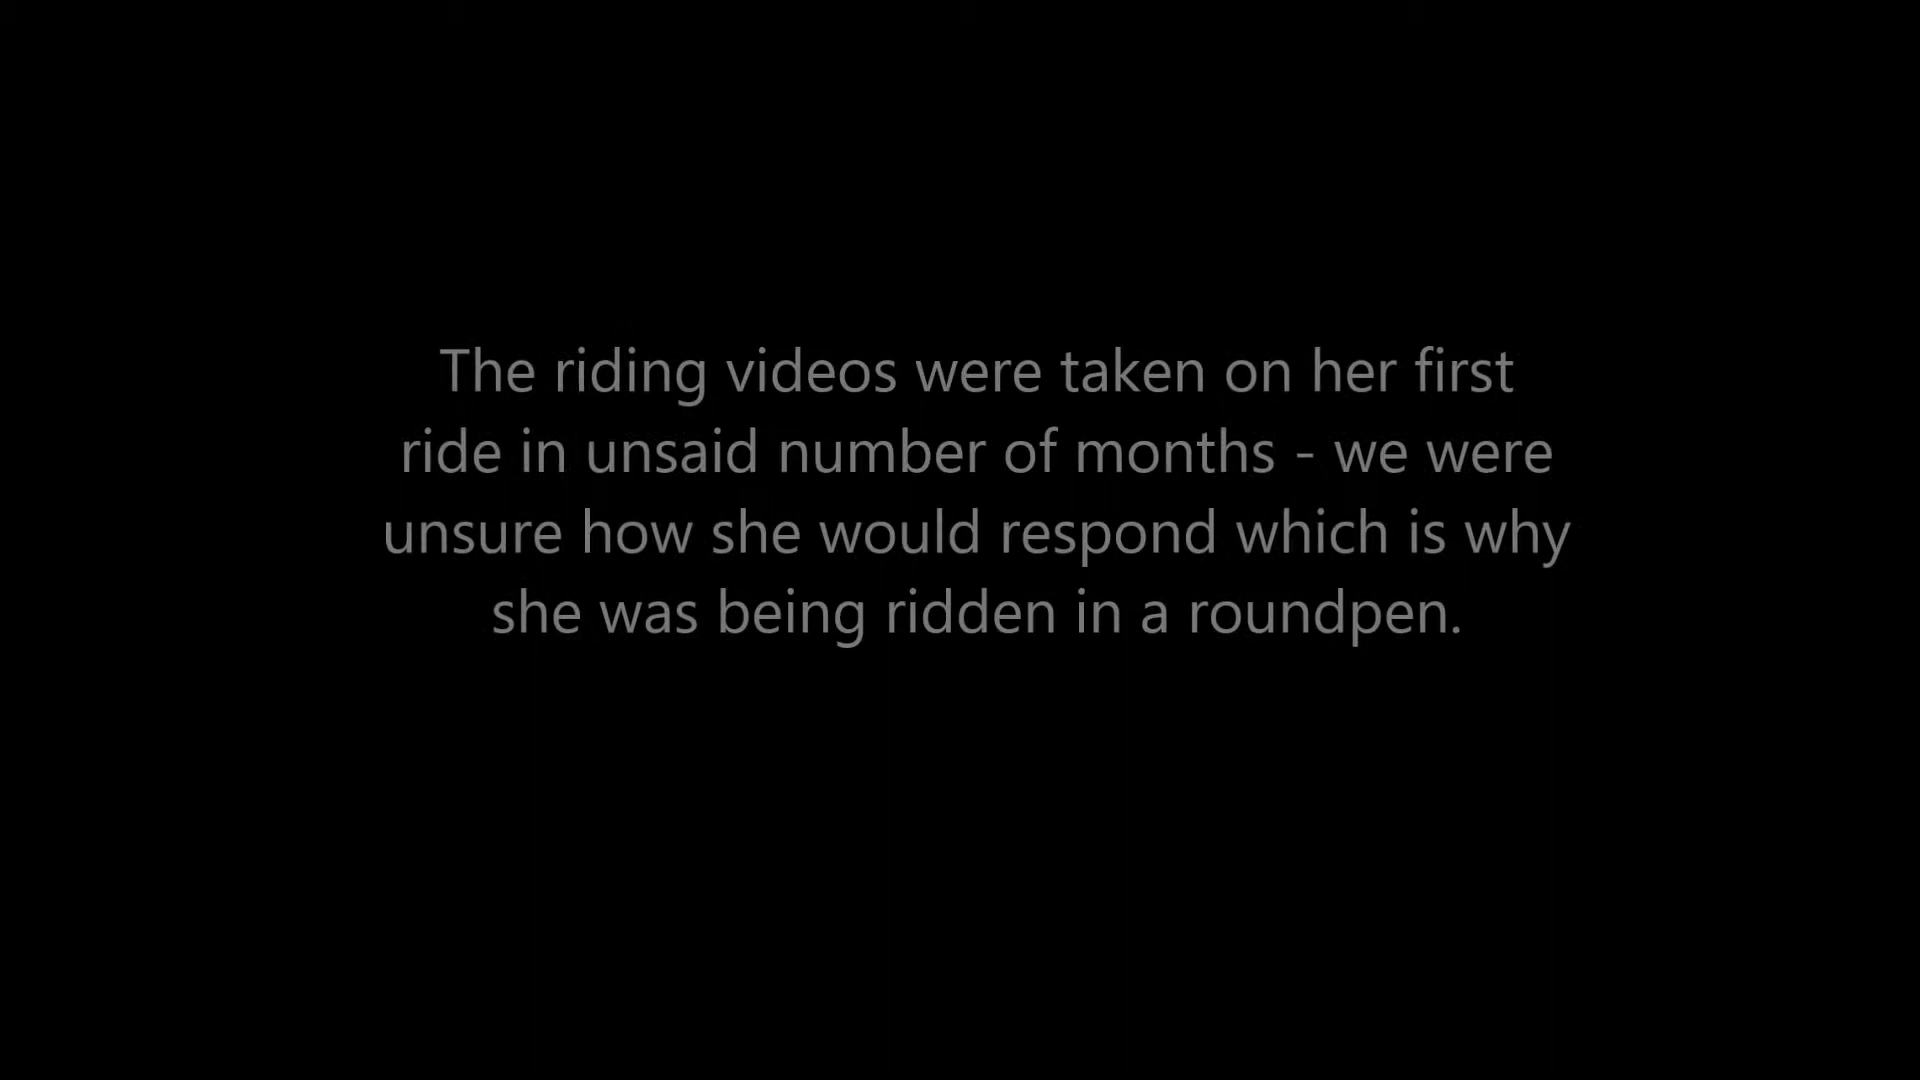 The riding videos were taken on her first
ride in unsaid number of months - we were
unsure how she would respond which is why
she was being ridden in a roundpen.